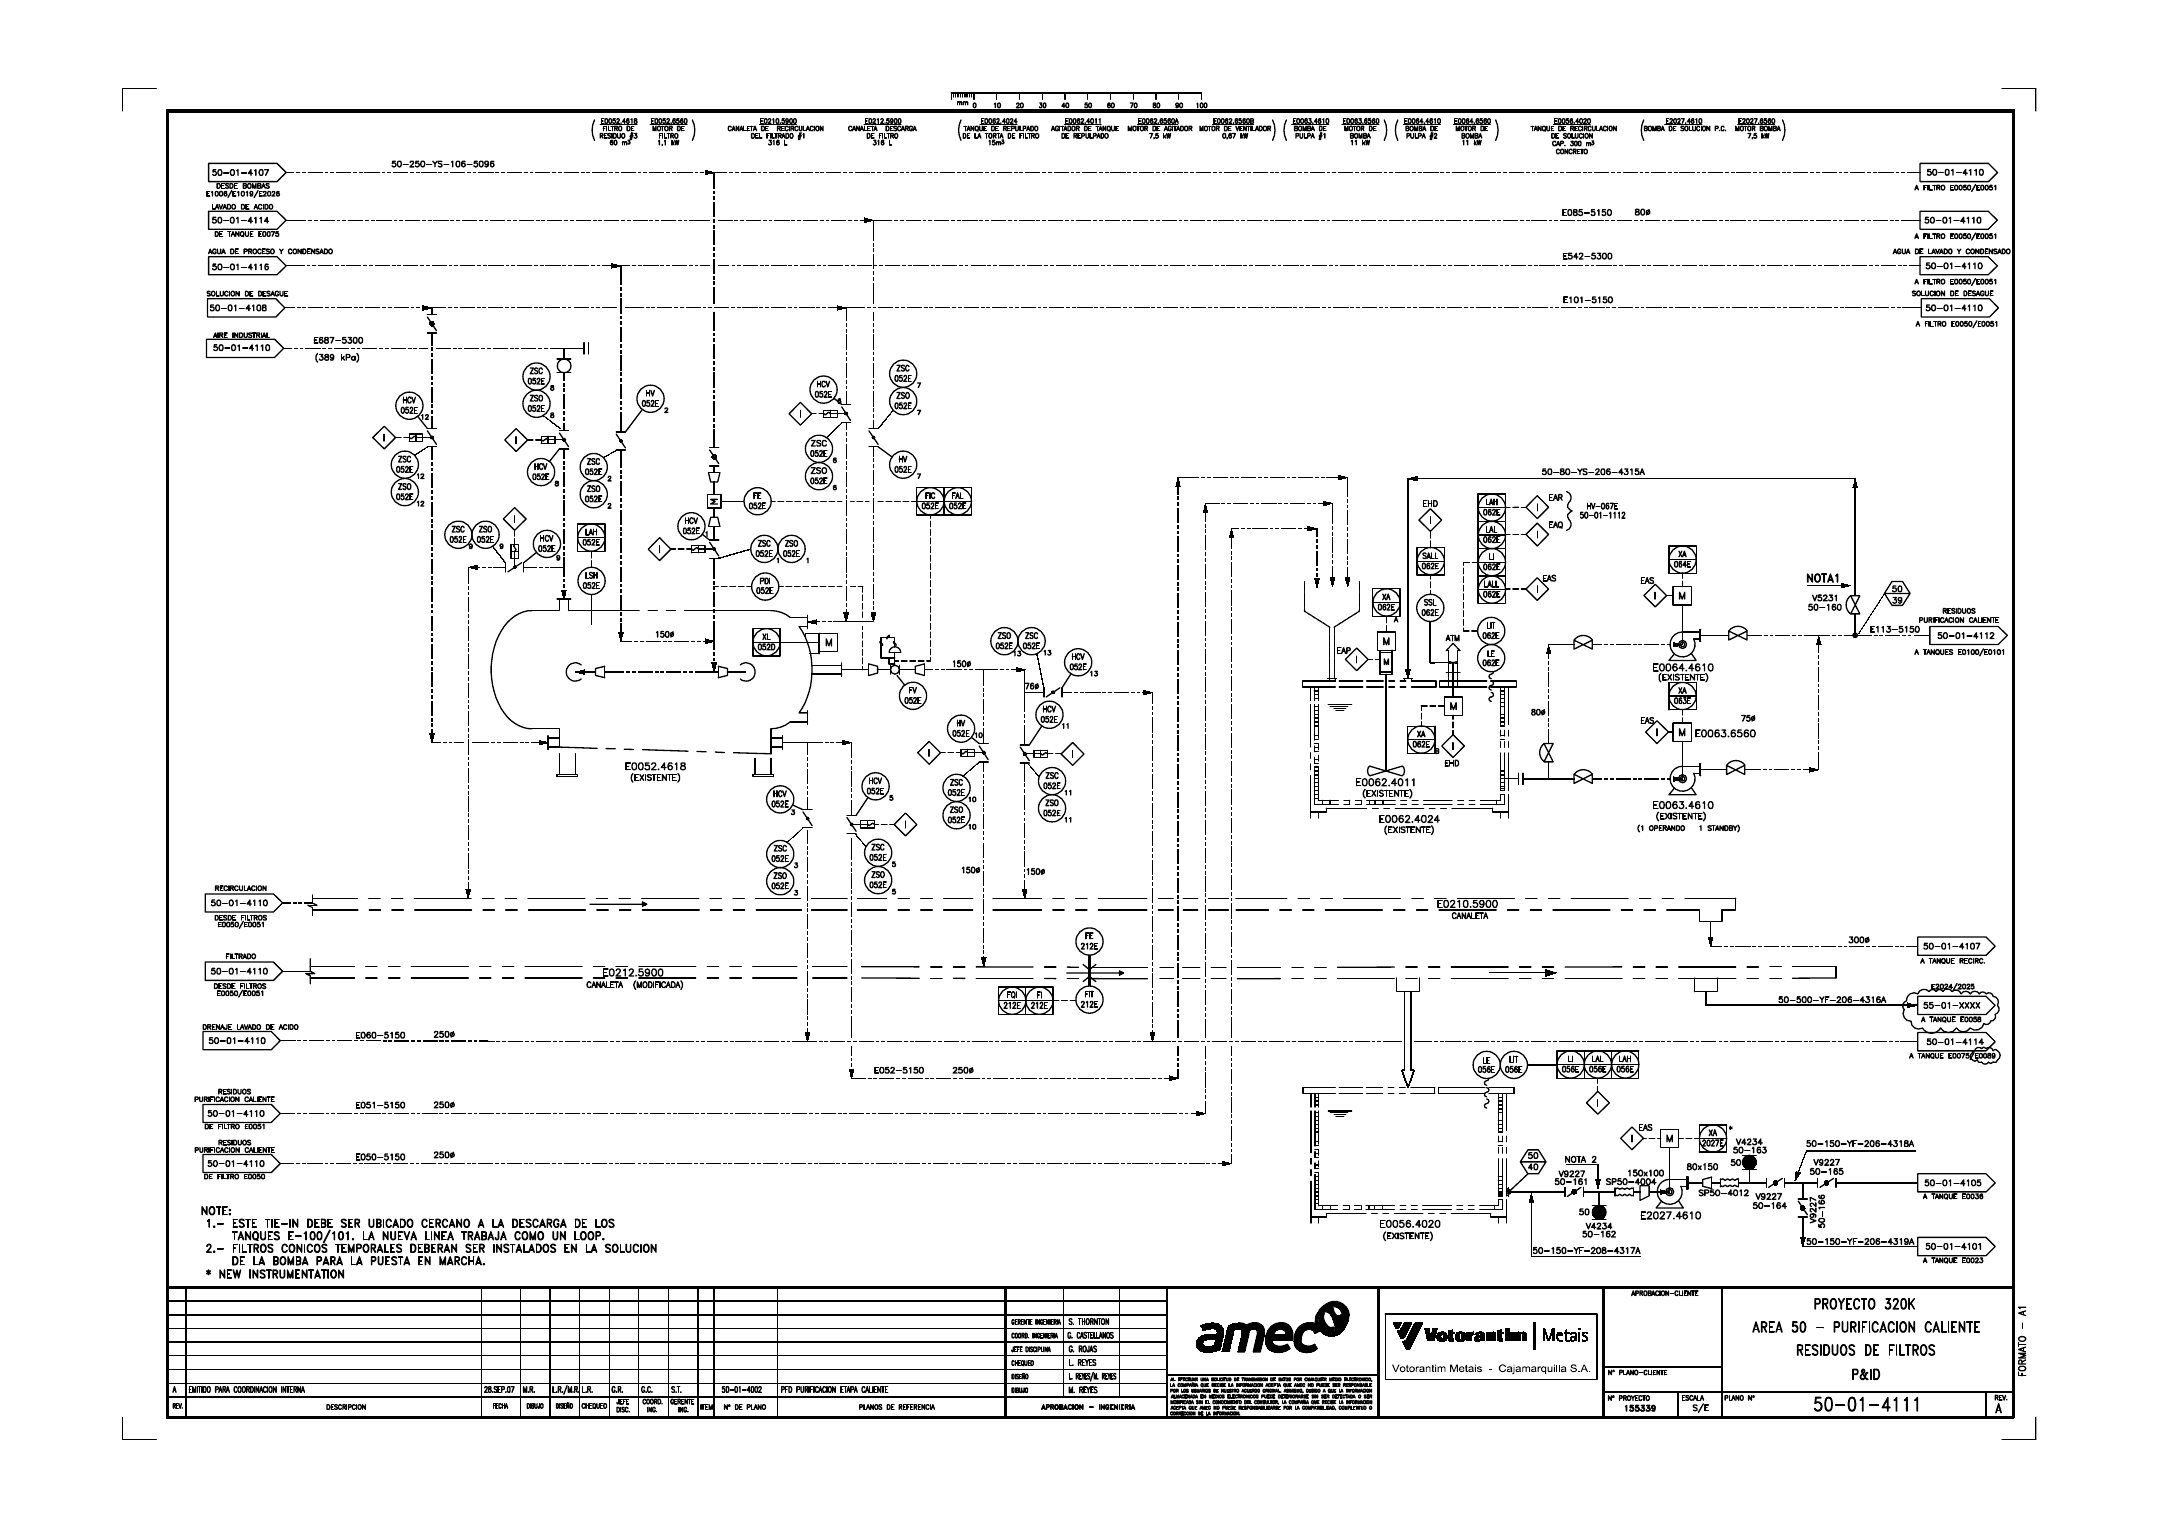 mm 0 10 20 30 40 50 60 70 80 90 100
E0052.4618
FILTRO DE
RESIDUO #3
60 m³
E0052.6560
MOTOR DE
FILTRO
1,1 kW
E0210.5900
CANALETA DE RECIRCULACION
DEL FILTRADO #1
316 L
E0212.5900
CANALETA DESCARGA
DE FILTRO
316 L
E0062.4024
TANQUE DE REPULPADO
DE LA TORTA DE FILTRO
15m³
E0062.4011
AGITADOR DE TANQUE
DE REPULPADO
E0062.6560A
MOTOR DE AGITADOR
7,5 kW
E0062.6560B
MOTOR DE VENTILADOR
0,67 kW
E0063.4610
BOMBA DE
PULPA #1
E0063.6560
MOTOR DE
BOMBA
11 kW
E0064.4610
BOMBA DE
PULPA #2
E0064.6560
MOTOR DE
BOMBA
11 kW
E0056.4020
TANQUE DE RECIRCULACION
DE SOLUCION
CAP. 300 m³
CONCRETO
E2027.4610
BOMBA DE SOLUCION P.C.
E2027.6560
MOTOR BOMBA
7,5 kW
50-01-4107
DESDE BOMBAS
E1006/E1019/E2026
50-250-YS-106-5096
50-01-4110
A FILTRO E0050/E0051
LAVADO DE ACIDO
50-01-4114
DE TANQUE E0075
E085-5150 80ø
50-01-4110
A FILTRO E0050/E0051
AGUA DE PROCESO Y CONDENSADO
50-01-4116
E542-5300
AGUA DE LAVADO Y CONDENSADO
50-01-4110
A FILTRO E0050/E0051
SOLUCION DE DESAGUE
50-01-4108
E101-5150
SOLUCION DE DESAGUE
50-01-4110
A FILTRO E0050/E0051
AIRE INDUSTRIAL
50-01-4110
E687-5300
(389 kPa)
HCV
052E
12
I
ZSC
052E
12
ZSO
052E
12
ZSC
052E
8
ZSO
052E
8
I
HCV
052E
8
HV
052E
2
ZSC
052E
2
ZSO
052E
2
HCV
052E
6
I
ZSC
052E
6
ZSO
052E
6
ZSC
052E
7
ZSO
052E
7
HV
052E
7
ZSC
052E
9
ZSO
052E
9
I
HCV
052E
9
LAH
052E
LSH
052E
M
FE
052E
FIC
052E
FAL
052E
HCV
052E
1
I
ZSC
052E
1
ZSO
052E
1
PDI
052E
150ø
XL
052D
M
FV
052E
150ø
ZSO
052E
13
ZSC
052E
13
HCV
052E
13
76ø
HV
052E
10
I
ZSC
052E
10
ZSO
052E
10
HCV
052E
11
I
ZSC
052E
11
ZSO
052E
11
150ø
150ø
E0052.4618
(EXISTENTE)
HCV
052E
3
ZSC
052E
3
ZSO
052E
3
HCV
052E
5
I
ZSC
052E
5
ZSO
052E
5
50-80-YS-206-4315A
EHD
I
SALL
062E
SSL
062E
ATM
LAH
062E
LAL
062E
LI
062E
LALL
062E
I EAR
I EAQ
HV-067E
50-01-1112
I EAS
LIT
062E
LE
062E
XA
062E
A
M
M
EAP
I
M
XA
062E
B
I
EHD
E0062.4011
(EXISTENTE)
E0062.4024
(EXISTENTE)
80ø
XA
064E
EAS
I
M
E0064.4610
(EXISTENTE)
XA
063E
EAS
I
M
75ø
E0063.6560
E0063.4610
(EXISTENTE)
(1 OPERANDO 1 STANDBY)
NOTA1
V5231
50-160
50
39
E113-5150
RESIDUOS
PURIFICACION CALIENTE
50-01-4112
A TANQUES E0100/E0101
RECIRCULACION
50-01-4110
DESDE FILTROS
E0050/E0051
E0210.5900
CANALETA
300ø
50-01-4107
A TANQUE RECIRC.
FILTRADO
50-01-4110
DESDE FILTROS
E0050/E0051
E0212.5900
CANALETA (MODIFICADA)
FE
212E
FQI
212E
FI
212E
FIT
212E
50-500-YF-206-4316A
E2024/2025
55-01-XXXX
A TANQUE E0058
DRENAJE LAVADO DE ACIDO
50-01-4110
E060-5150 250ø
50-01-4114
A TANQUE E0075/E0089
E052-5150 250ø
RESIDUOS
PURIFICACION CALIENTE
50-01-4110
DE FILTRO E0051
E051-5150 250ø
RESIDUOS
PURIFICACION CALIENTE
50-01-4110
DE FILTRO E0050
E050-5150 250ø
LE
056E
LIT
056E
LI
056E
LAL
056E
LAH
056E
I
E0056.4020
(EXISTENTE)
50
40
NOTA 2
V9227
50-161
50
V4234
50-162
50-150-YF-208-4317A
150x100
SP50-4004
EAS
I
M
XA
2027E
*
E2027.4610
80x150
SP50-4012
V4234
50-163
50
V9227
50-164
50-150-YF-206-4318A
V9227
50-165
V9227
50-166
50-150-YF-206-4319A
50-01-4105
A TANQUE E0036
50-01-4101
A TANQUE E0023
NOTE:
1.- ESTE TIE-IN DEBE SER UBICADO CERCANO A LA DESCARGA DE LOS
TANQUES E-100/101. LA NUEVA LINEA TRABAJA COMO UN LOOP.
2.- FILTROS CONICOS TEMPORALES DEBERAN SER INSTALADOS EN LA SOLUCION
DE LA BOMBA PARA LA PUESTA EN MARCHA.
* NEW INSTRUMENTATION
A EMITIDO PARA COORDINACION INTERNA 28.SEP.07 M.R. L.R./M.R. L.R. G.R. G.C. S.T. 50-01-4002 PFD PURIFICACION ETAPA CALIENTE
REV. DESCRIPCION FECHA DIBUJO DISEÑO CHEQUEO JEFE DISC. COORD. ING. GERENTE ING. ITEM N° DE PLANO PLANOS DE REFERENCIA
GERENTE INGENIERIA S. THORNTON
COORD. INGENIERIA G. CASTELLANOS
JEFE DISCIPLINA G. ROJAS
CHEQUEO L. REYES
DISEÑO L. REYES/M. REYES
DIBUJO M. REYES
APROBACION - INGENIERIA
amec
Votorantim | Metais
Votorantim Metais - Cajamarquilla S.A.
APROBACION-CLIENTE
N° PLANO-CLIENTE
N° PROYECTO
155339
ESCALA
S/E
PROYECTO 320K
AREA 50 - PURIFICACION CALIENTE
RESIDUOS DE FILTROS
P&ID
PLANO N°
50-01-4111
REV.
A
FORMATO - A1